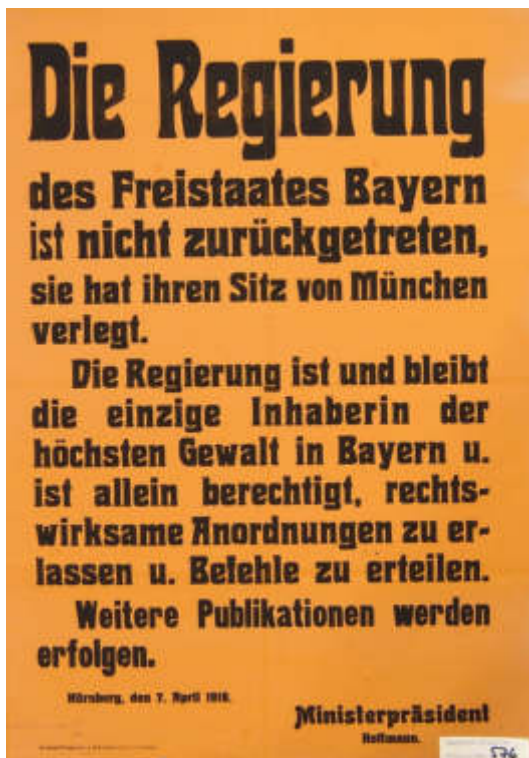 Die Regierung
des Freistaates Bayern
ist nicht zurückgetreten,
sie hat ihren Sitz von München
verlegt.
Die Regierung ist und bleibt
die einzige Inhaberin der
höchsten Gewalt in Bayern u.
ist allein berechtigt, rechts-
wirksame Anordnungen zu er-
lassen u. Befehle zu erteilen.
Weitere Publikationen werden
erfolgen.
Nürnberg, den 7. April 1919.
Ministerpräsident
Hoffmann.
576